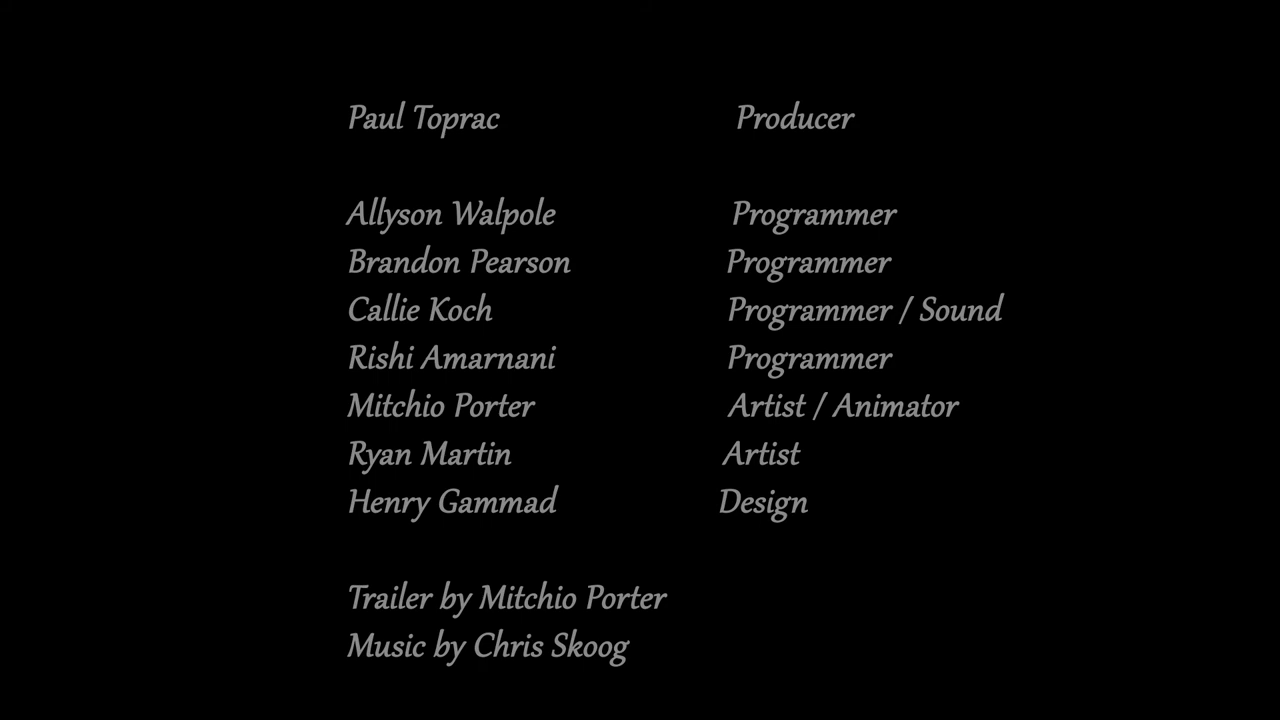 Paul Toprac Producer
Allyson Walpole Programmer
Brandon Pearson Programmer
Callie Koch Programmer / Sound
Rishi Amarnani Programmer
Mitchio Porter Artist / Animator
Ryan Martin Artist
Henry Gammad Design
Trailer by Mitchio Porter
Music by Chris Skoog